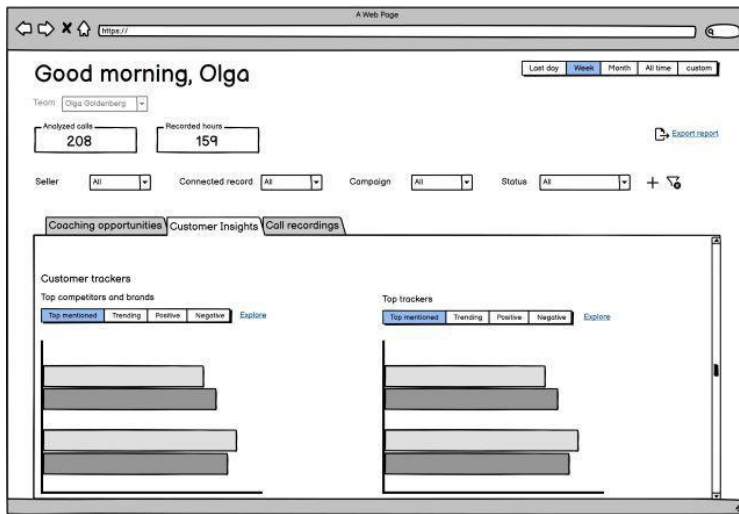 A Web Page
https://
Good morning, Olga
Last day Week Month All time custom
Team Olga Goldenberg
Analyzed calls Recorded hours
208 159
Export report
Seller All Connected record All Campaign All Status All
Coaching opportunities Customer Insights Call recordings
Customer trackers
Top competitors and brands Top trackers
Top mentioned Trending Positive Negative Explore Top mentioned Trending Positive Negative Explore